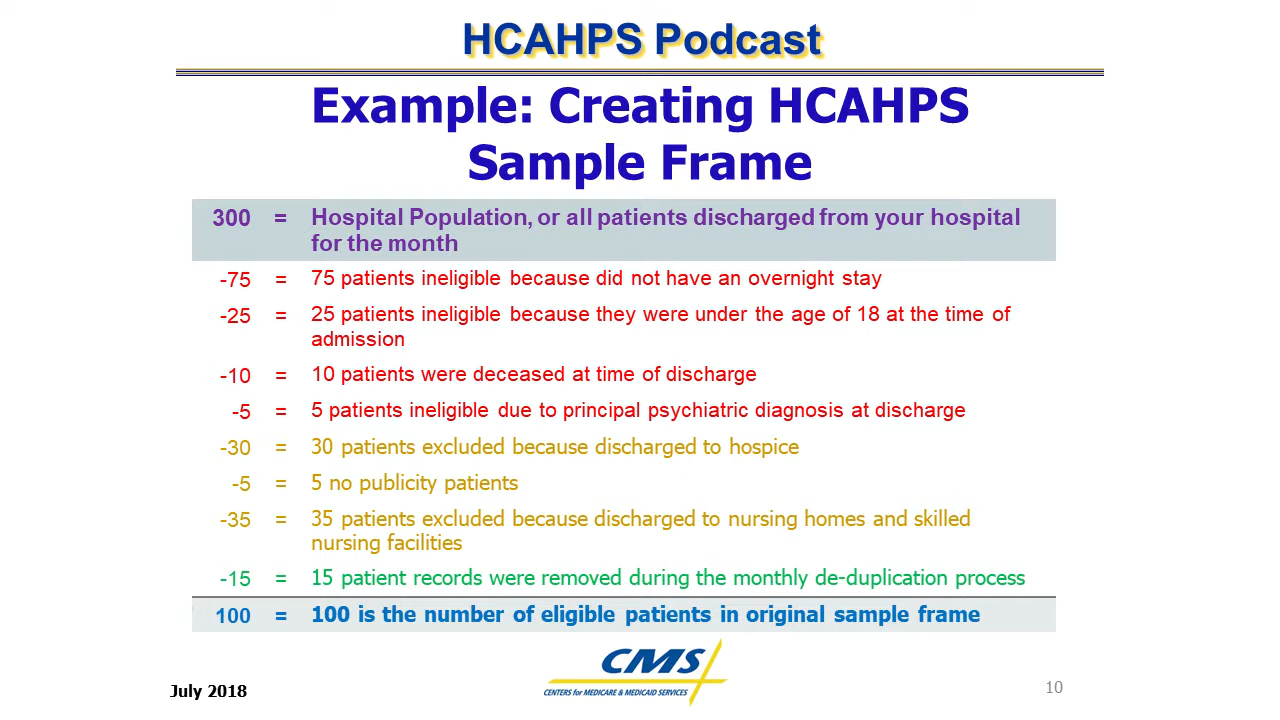 HCAHPS Podcast
Example: Creating HCAHPS
Sample Frame
300 = Hospital Population, or all patients discharged from your hospital
for the month
-75 = 75 patients ineligible because did not have an overnight stay
-25 = 25 patients ineligible because they were under the age of 18 at the time of
admission
-10 = 10 patients were deceased at time of discharge
-5 = 5 patients ineligible due to principal psychiatric diagnosis at discharge
-30 = 30 patients excluded because discharged to hospice
-5 = 5 no publicity patients
-35 = 35 patients excluded because discharged to nursing homes and skilled
nursing facilities
-15 = 15 patient records were removed during the monthly de-duplication process
100 = 100 is the number of eligible patients in original sample frame
CMS
CENTERS for MEDICARE & MEDICAID SERVICES
July 2018
10